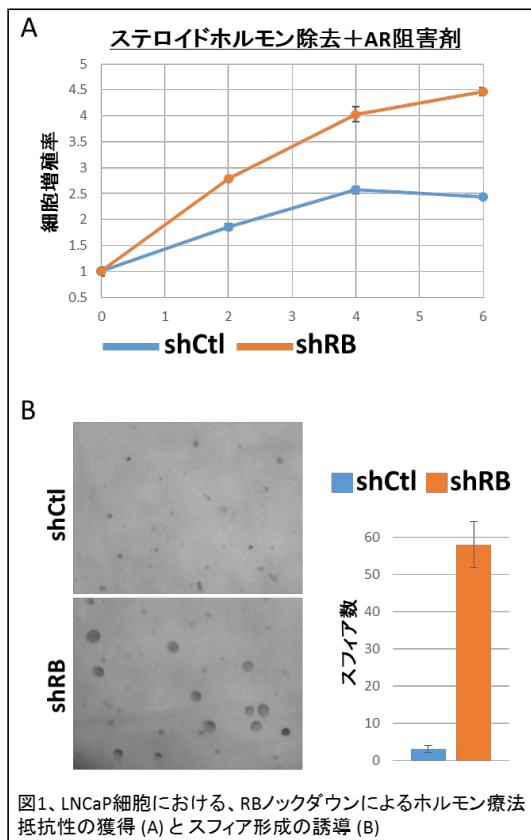 A
ステロイドホルモン除去＋AR阻害剤
細胞増殖率
5
4.5
4
3.5
3
2.5
2
1.5
1
0.5
0 1 2 3 4 5 6
shCtl shRB
B
shCtl
shRB
shCtl shRB
スフィア数
60
50
40
30
20
10
0
図1、LNCaP細胞における、RBノックダウンによるホルモン療法
抵抗性の獲得 (A) とスフィア形成の誘導 (B)